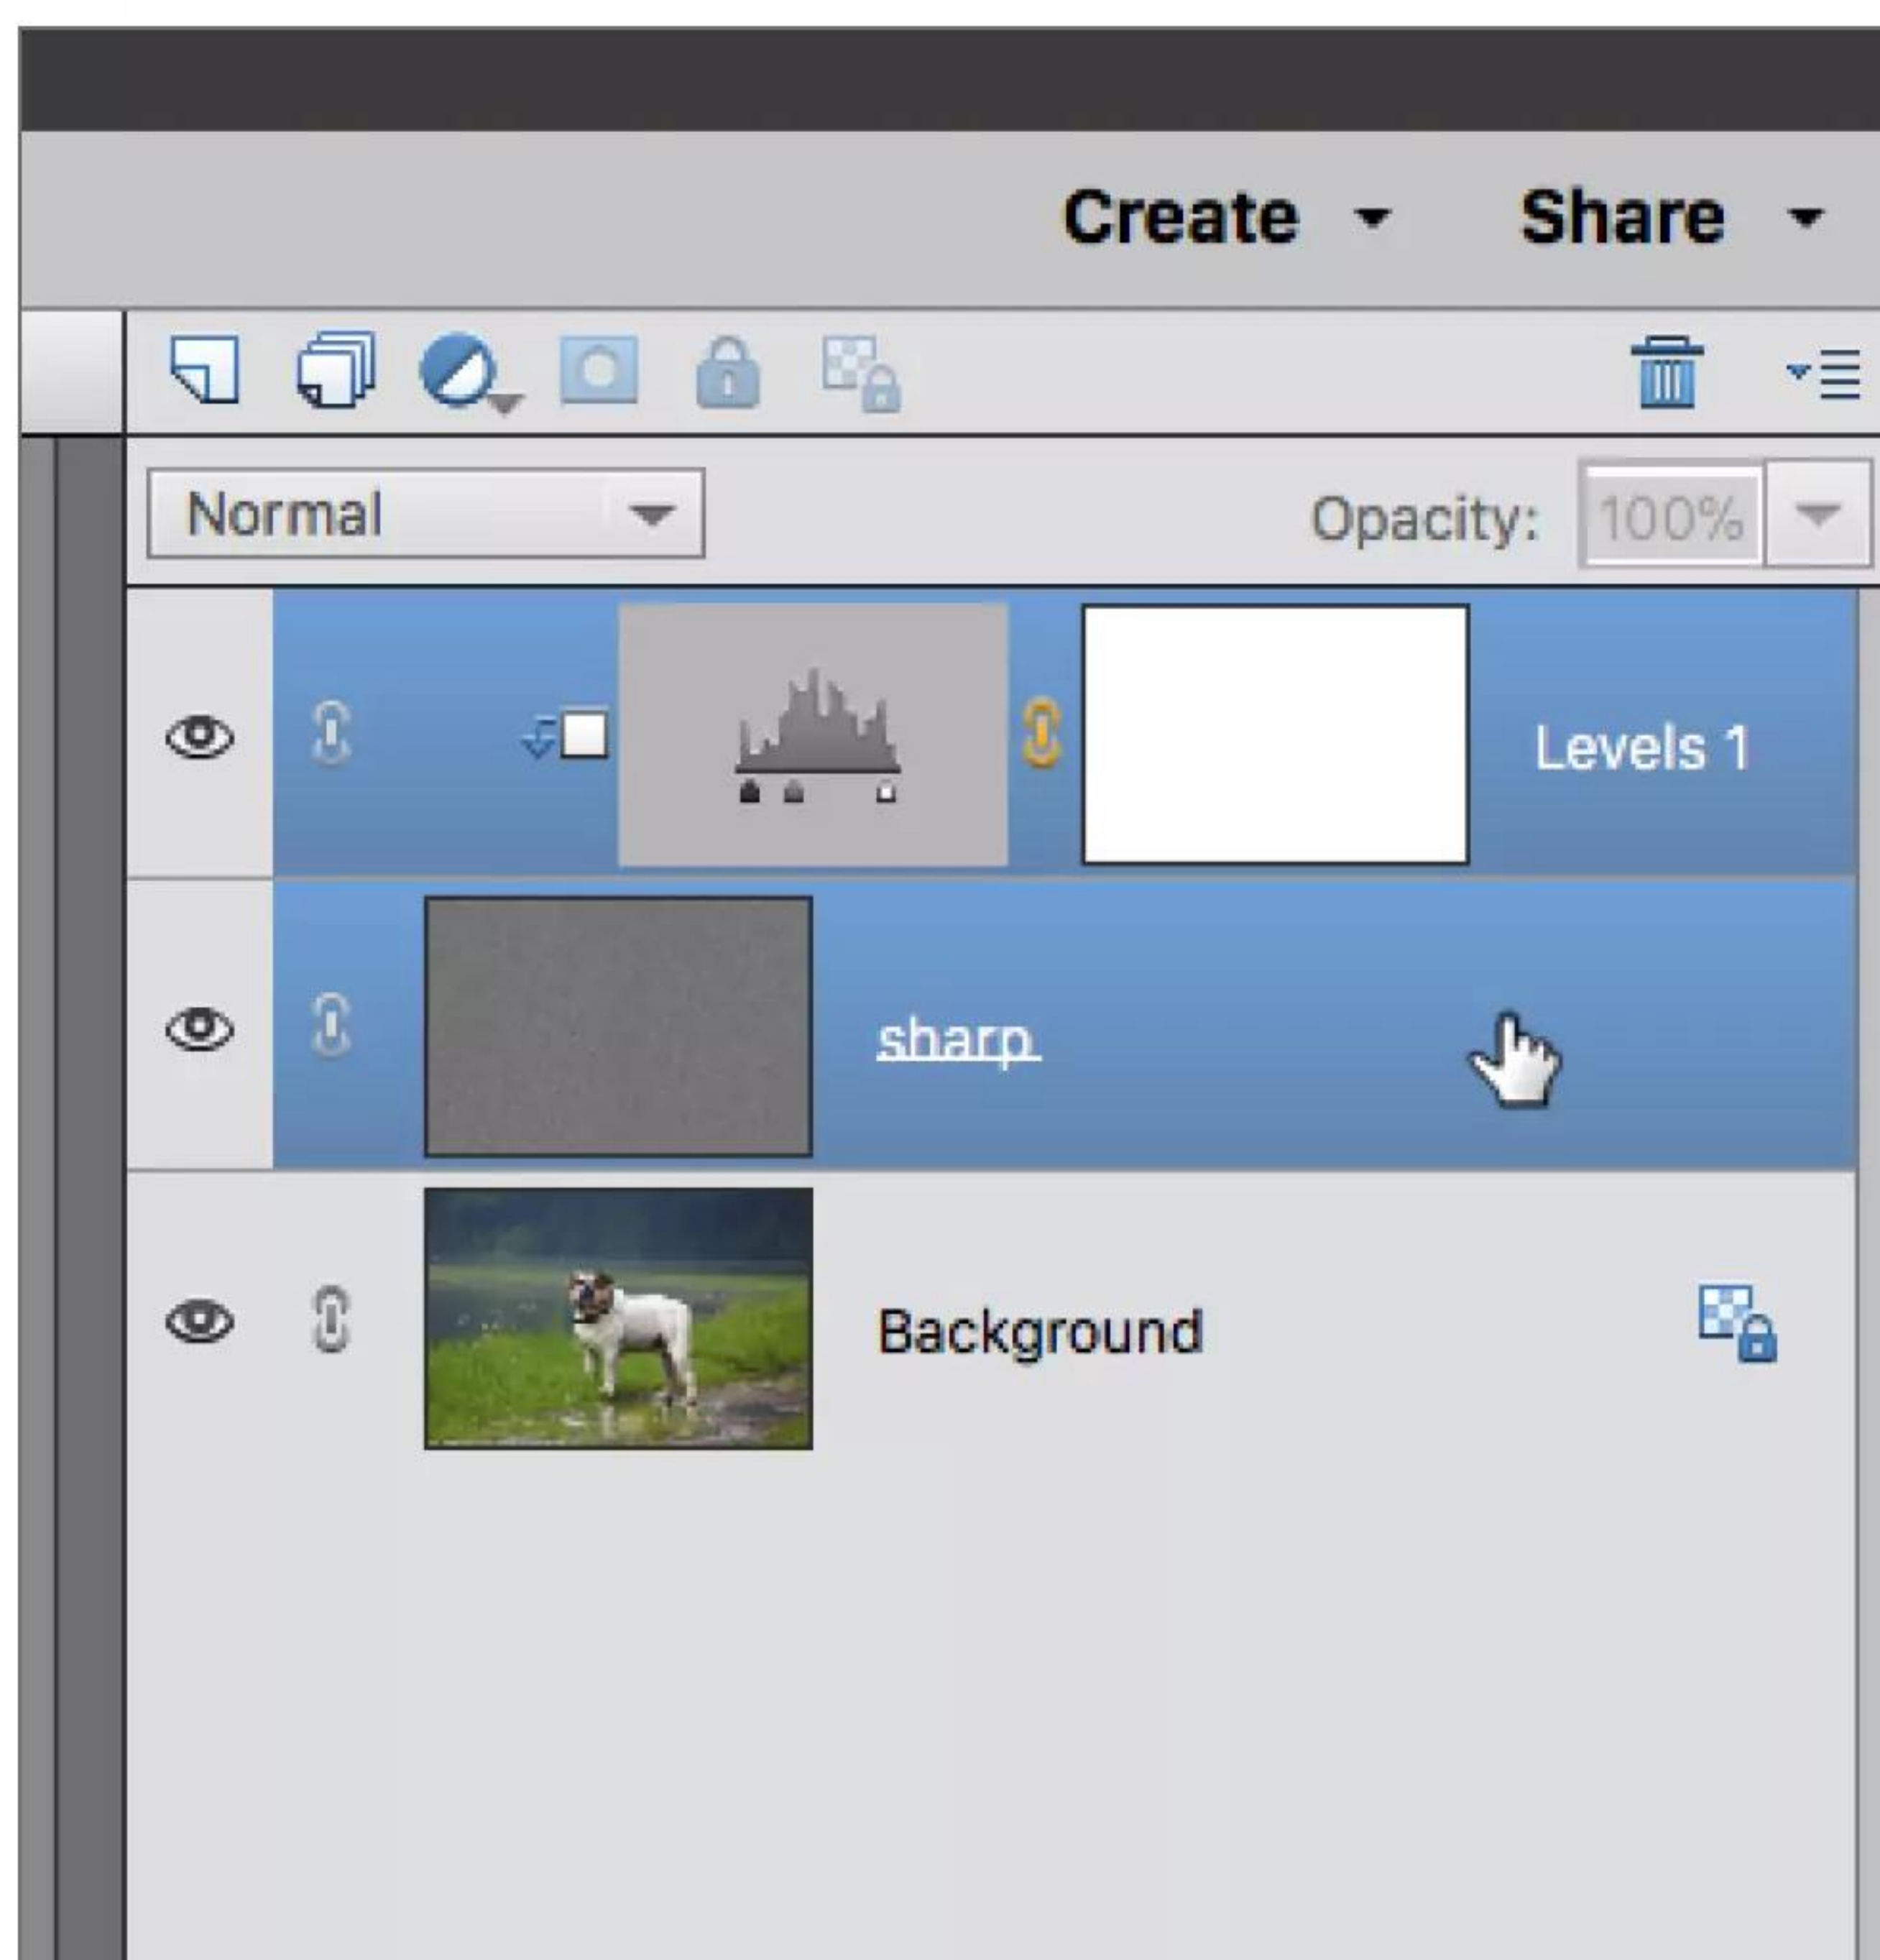 Create Share
Normal Opacity: 100%
Levels 1
sharp
Background